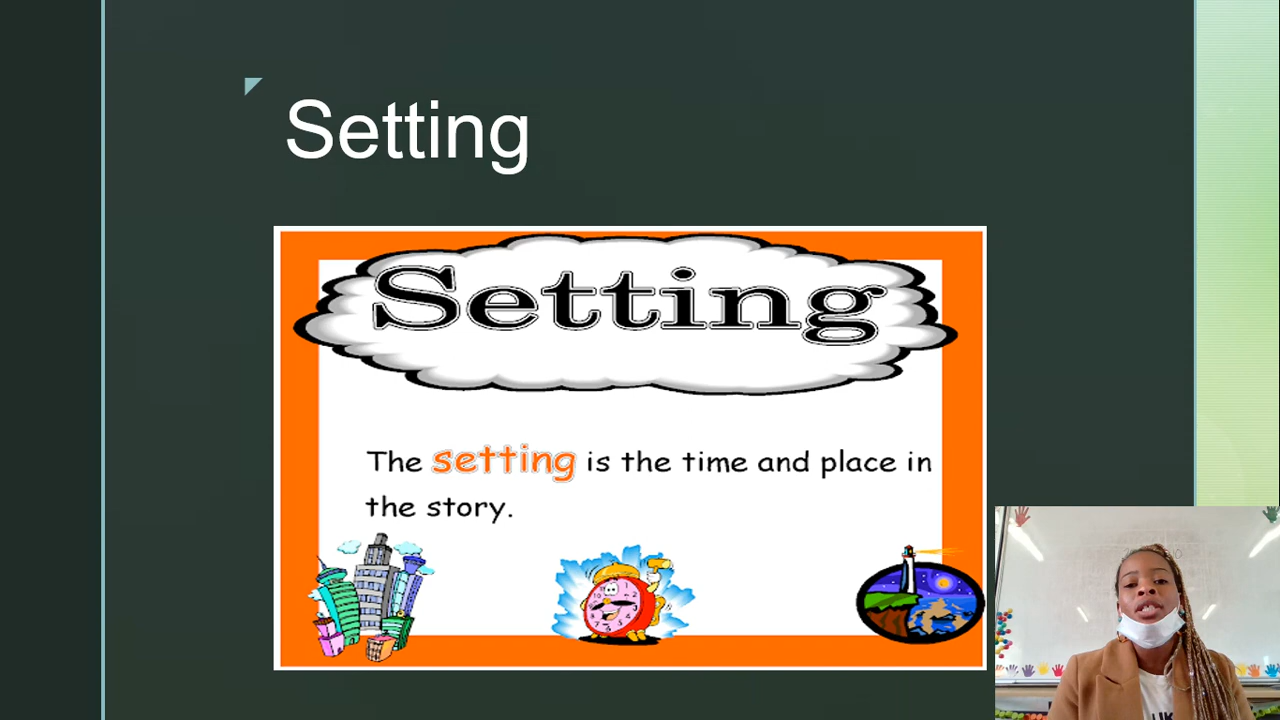 Setting
Setting
The setting is the time and place in
the story.